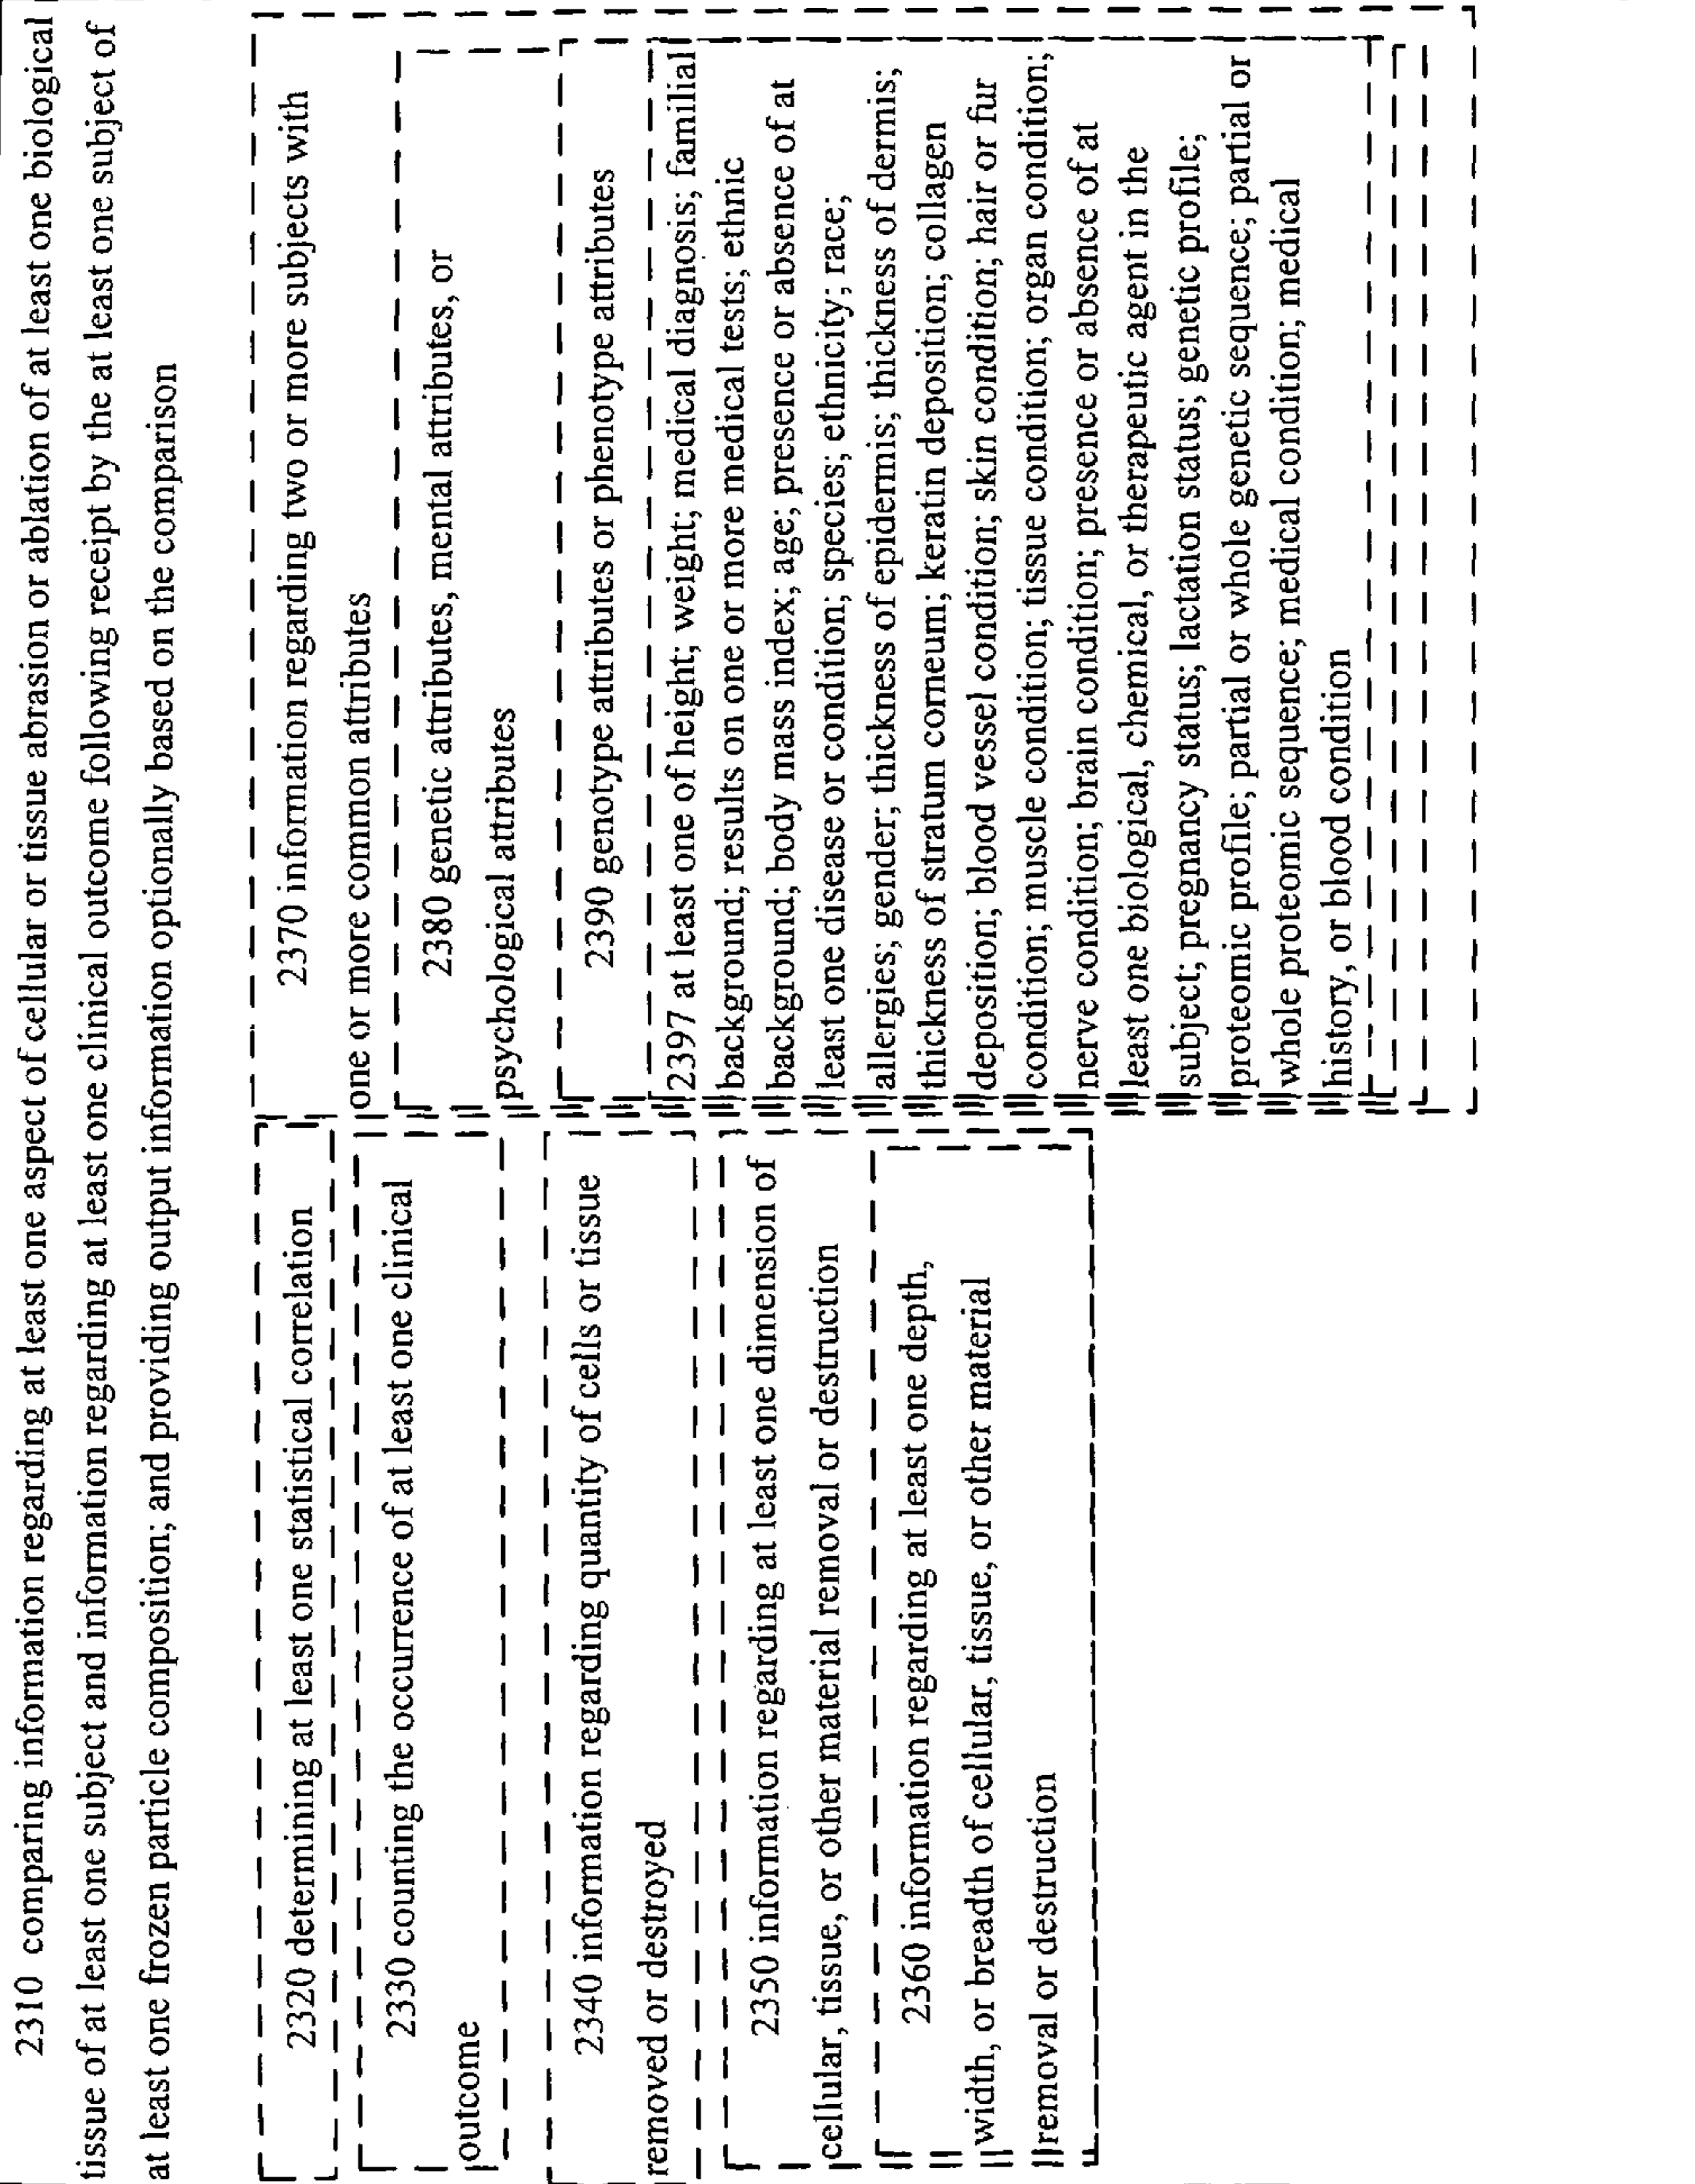 2310 comparing information regarding at least one aspect of cellular or tissue abrasion or ablation of at least one biological
tissue of at least one subject and information regarding at least one clinical outcome following receipt by the at least one subject of
at least one frozen particle composition; and providing output information optionally based on the comparison
2320 determining at least one statistical correlation
2330 counting the occurrence of at least one clinical
outcome
2340 information regarding quantity of cells or tissue
removed or destroyed
2350 information regarding at least one dimension of
cellular, tissue, or other material removal or destruction
2360 information regarding at least one depth,
width, or breadth of cellular, tissue, or other material
removal or destruction
2370 information regarding two or more subjects with
one or more common attributes
2380 genetic attributes, mental attributes, or
psychological attributes
2390 genotype attributes or phenotype attributes
2397 at least one of height; weight; medical diagnosis; familial
background; results on one or more medical tests; ethnic
background; body mass index; age; presence or absence of at
least one disease or condition; species; ethnicity; race;
allergies; gender; thickness of epidermis; thickness of dermis;
thickness of stratum corneum; keratin deposition; collagen
deposition; blood vessel condition; skin condition; hair or fur
condition; muscle condition; tissue condition; organ condition;
nerve condition; brain condition; presence or absence of at
least one biological, chemical, or therapeutic agent in the
subject; pregnancy status; lactation status; genetic profile;
proteomic profile; partial or whole genetic sequence; partial or
whole proteomic sequence; medical condition; medical
history, or blood condition